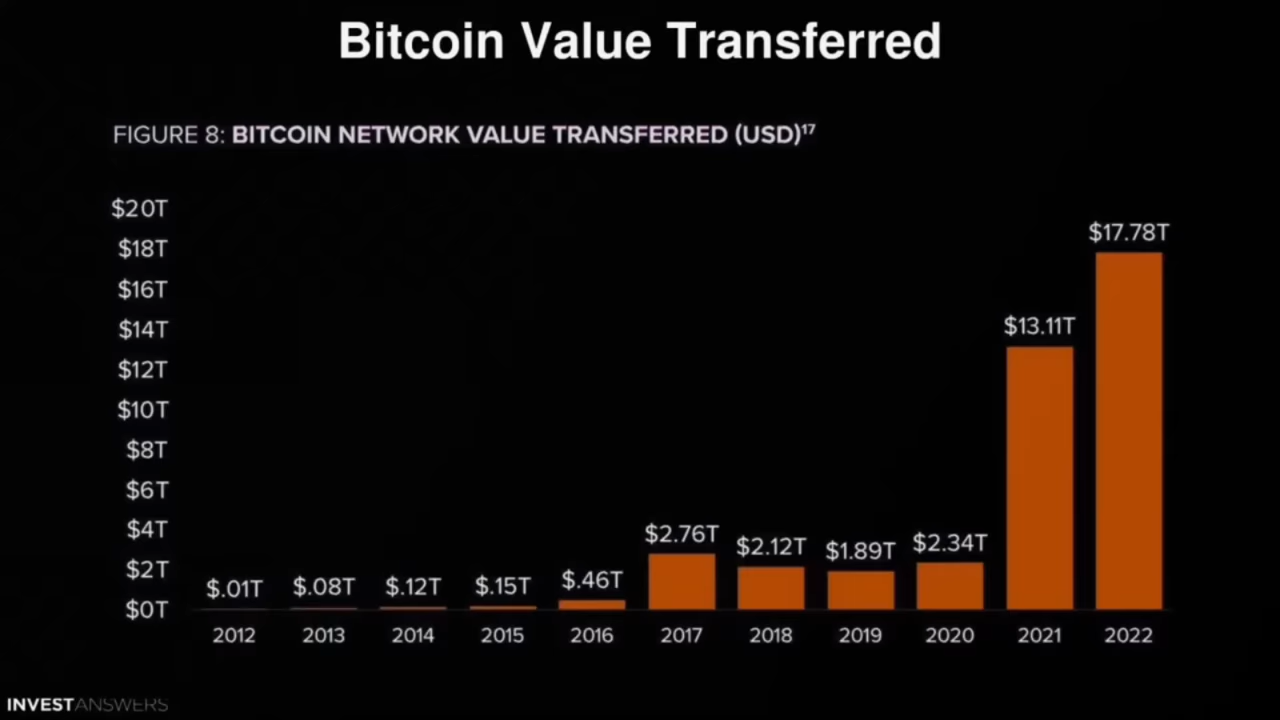 Bitcoin Value Transferred
FIGURE 8: BITCOIN NETWORK VALUE TRANSFERRED (USD)¹⁷
$20T
$18T
$16T
$14T
$12T
$10T
$8T
$6T
$4T
$2T
$0T
$.01T
$.08T
$.12T
$.15T
$.46T
$2.76T
$2.12T
$1.89T
$2.34T
$13.11T
$17.78T
2012 2013 2014 2015 2016 2017 2018 2019 2020 2021 2022
INVESTANSWERS